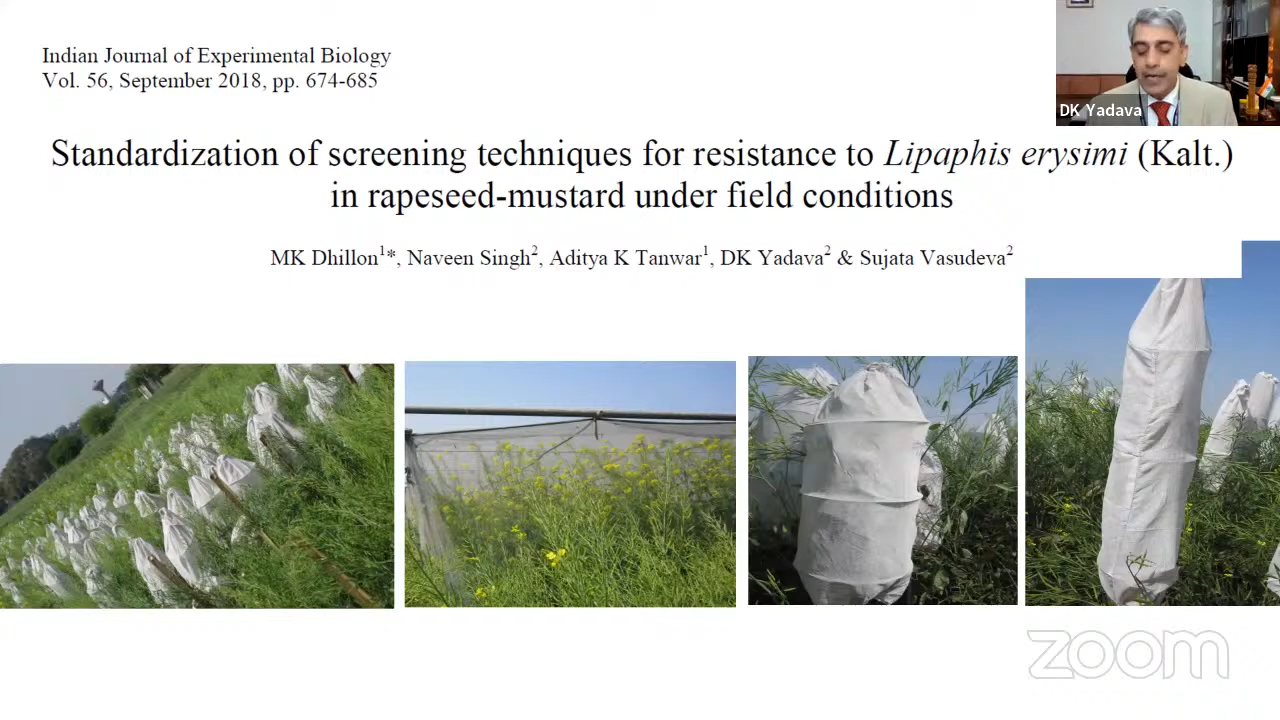 Indian Journal of Experimental Biology
Vol. 56, September 2018, pp. 674-685
DK Yadava
Standardization of screening techniques for resistance to Lipaphis erysimi (Kalt.)
in rapeseed-mustard under field conditions
MK Dhillon1*, Naveen Singh2, Aditya K Tanwar1, DK Yadava2 & Sujata Vasudeva2
zoom